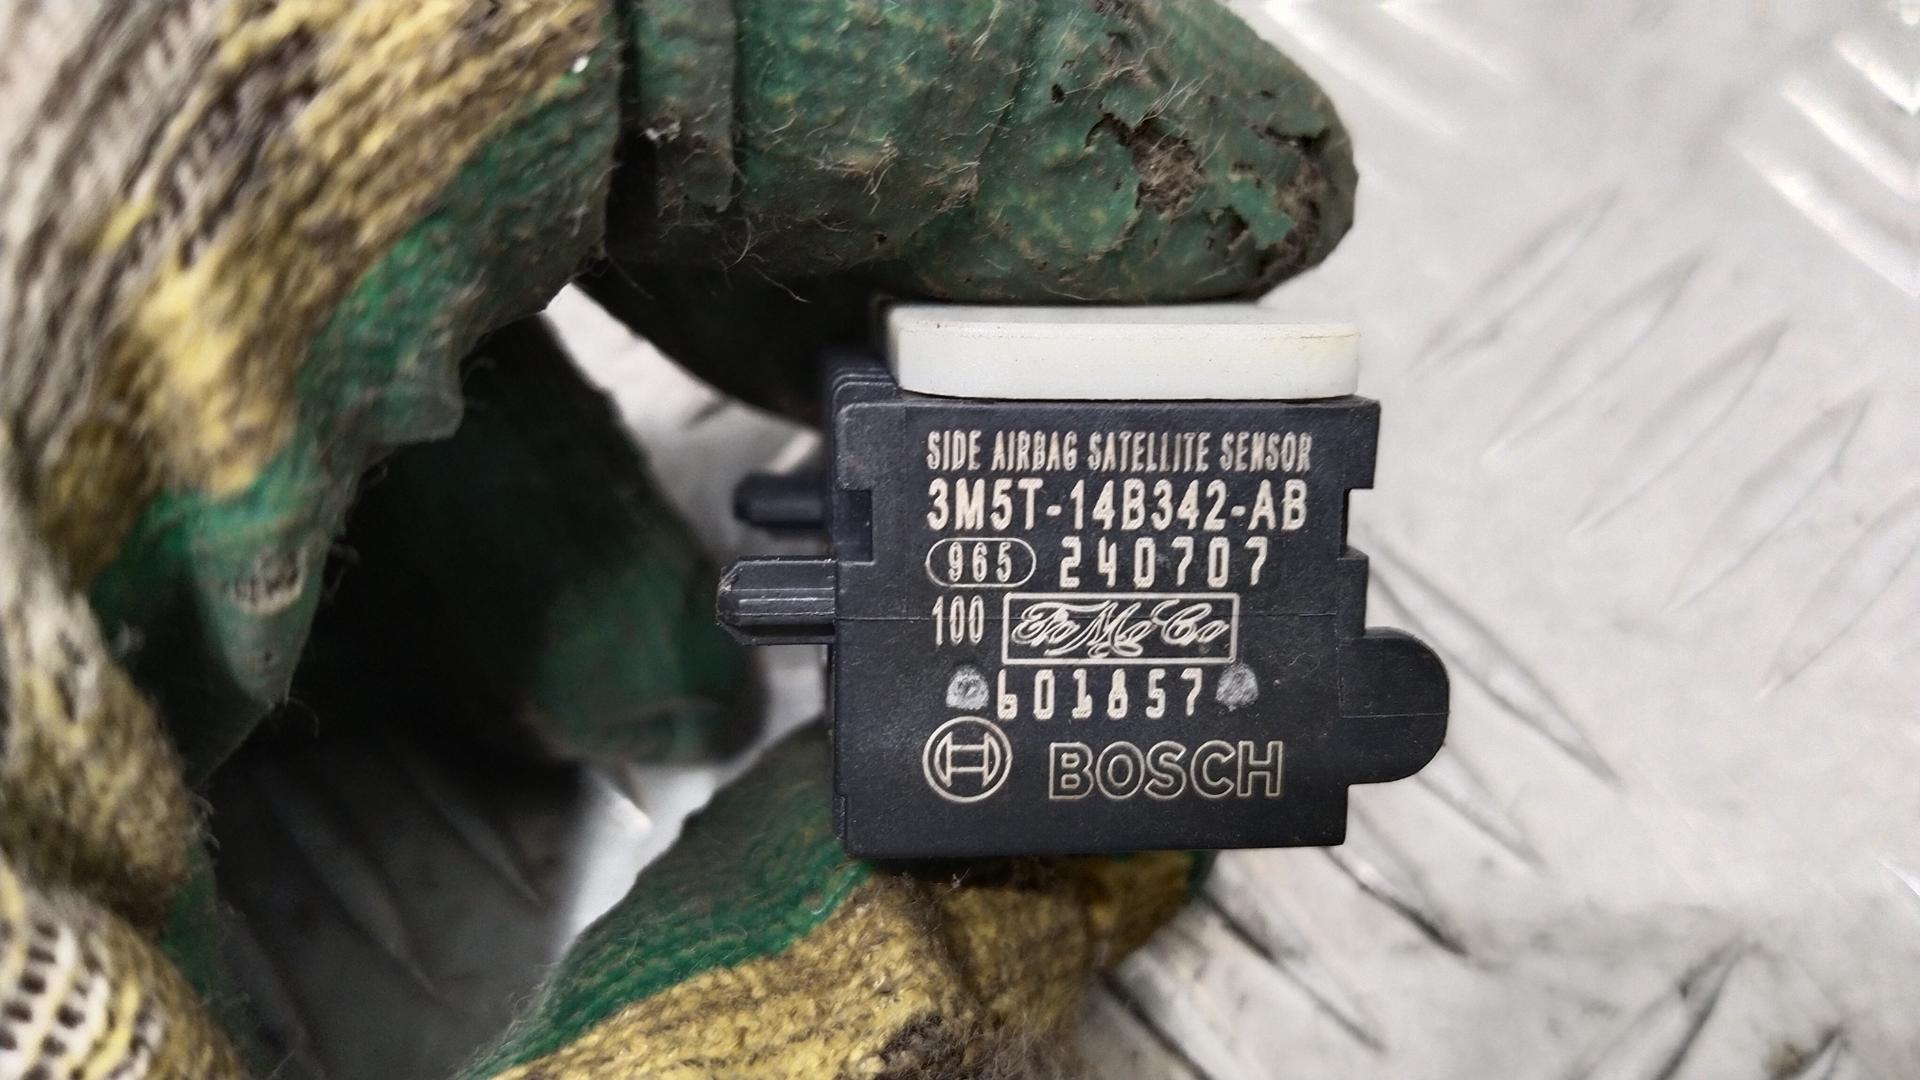 SIDE AIRBAG SATELLITE SENSOR
3M5T-14B342-AB
965 240707
100 FoMoCo
601857
BOSCH